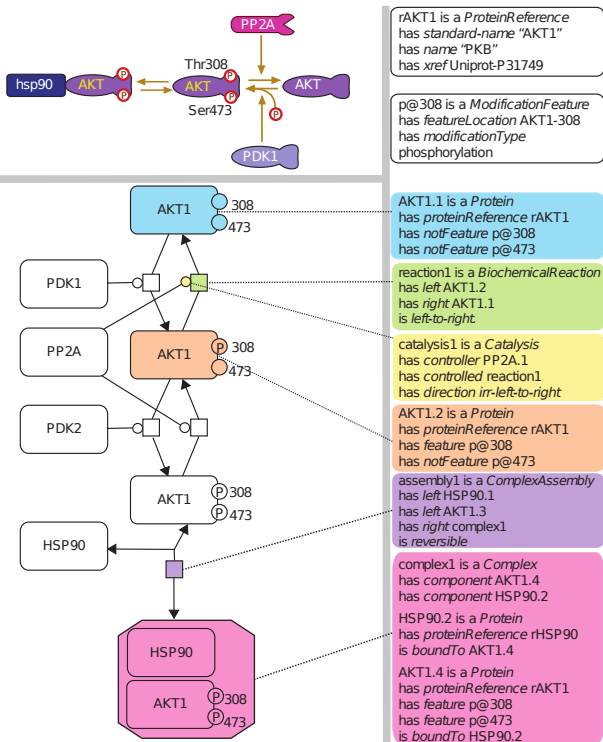 PP2A
Thr308
P
P
hsp90
AKT
AKT
AKT
P
P
Ser473
P
PDK1
rAKT1 is a ProteinReference
has standard-name “AKT1”
has name “PKB”
has xref Uniprot-P31749
p@308 is a ModificationFeature
has featureLocation AKT1-308
has modificationType
phosphorylation
AKT1
308
473
PDK1
PP2A
AKT1
P
308
473
PDK2
AKT1
P
308
P
473
HSP90
HSP90
AKT1
P
308
P
473
AKT1.1 is a Protein
has proteinReference rAKT1
has notFeature p@308
has notFeature p@473
reaction1 is a BiochemicalReaction
has left AKT1.2
has right AKT1.1
is left-to-right.
catalysis1 is a Catalysis
has controller PP2A.1
has controlled reaction1
has direction irr-left-to-right
AKT1.2 is a Protein
has proteinReference rAKT1
has feature p@308
has notFeature p@473
assembly1 is a ComplexAssembly
has left HSP90.1
has left AKT1.3
has right complex1
is reversible
complex1 is a Complex
has component AKT1.4
has component HSP90.2
HSP90.2 is a Protein
has proteinReference rHSP90
is boundTo AKT1.4
AKT1.4 is a Protein
has proteinReference rAKT1
has feature p@308
has feature p@473
is boundTo HSP90.2